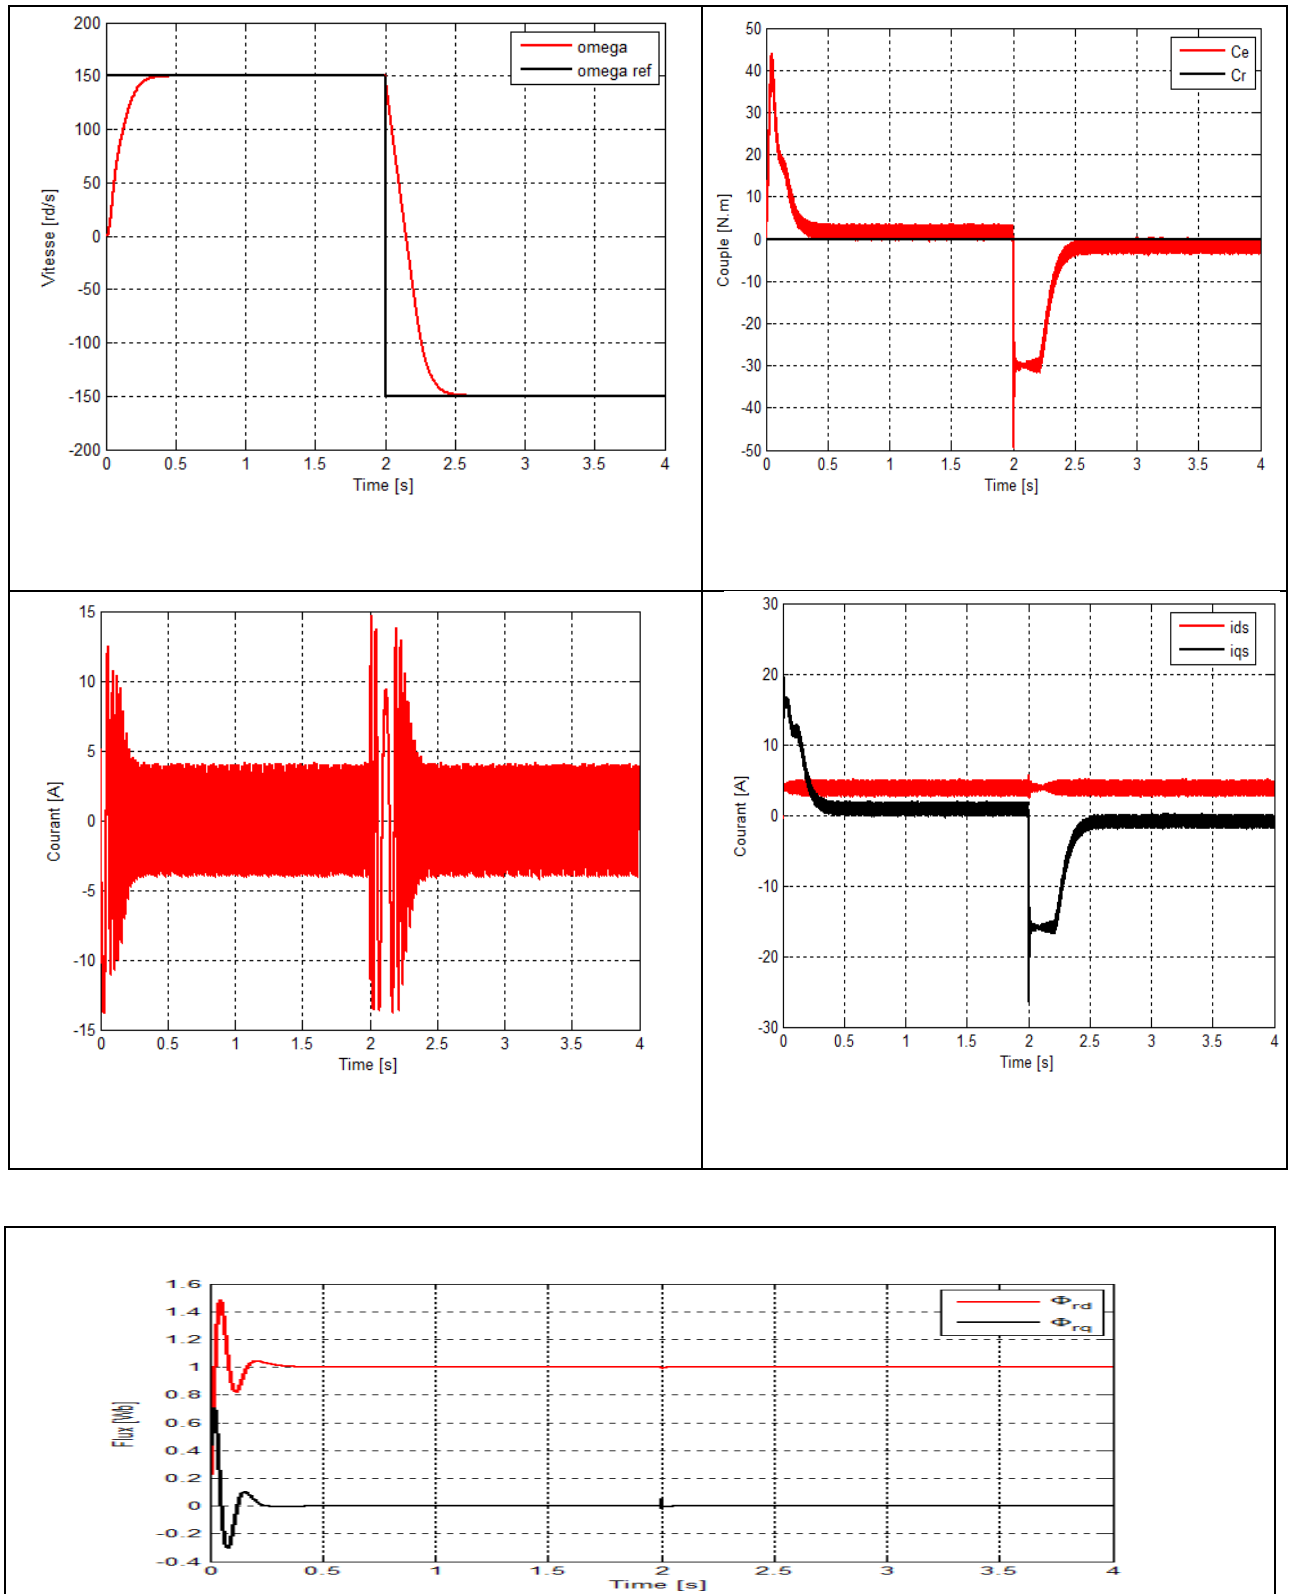 200
150
100
50
0
-50
-100
-150
-200
Vitesse [rd/s]
omega
omega ref
0 0.5 1 1.5 2 2.5 3 3.5 4
Time [s]
50
40
30
20
10
0
-10
-20
-30
-40
-50
Couple [N.m]
Ce
Cr
0 0.5 1 1.5 2 2.5 3 3.5 4
Time [s]
15
10
5
0
-5
-10
-15
Courant [A]
0 0.5 1 1.5 2 2.5 3 3.5 4
Time [s]
30
20
10
0
-10
-20
-30
Courant [A]
ids
iqs
0 0.5 1 1.5 2 2.5 3 3.5 4
Time [s]
1.6
1.4
1.2
1
0.8
0.6
0.4
0.2
0
-0.2
-0.4
Flux [Wb]
Φrd
Φrq
0 0.5 1 1.5 2 2.5 3 3.5 4
Time [s]